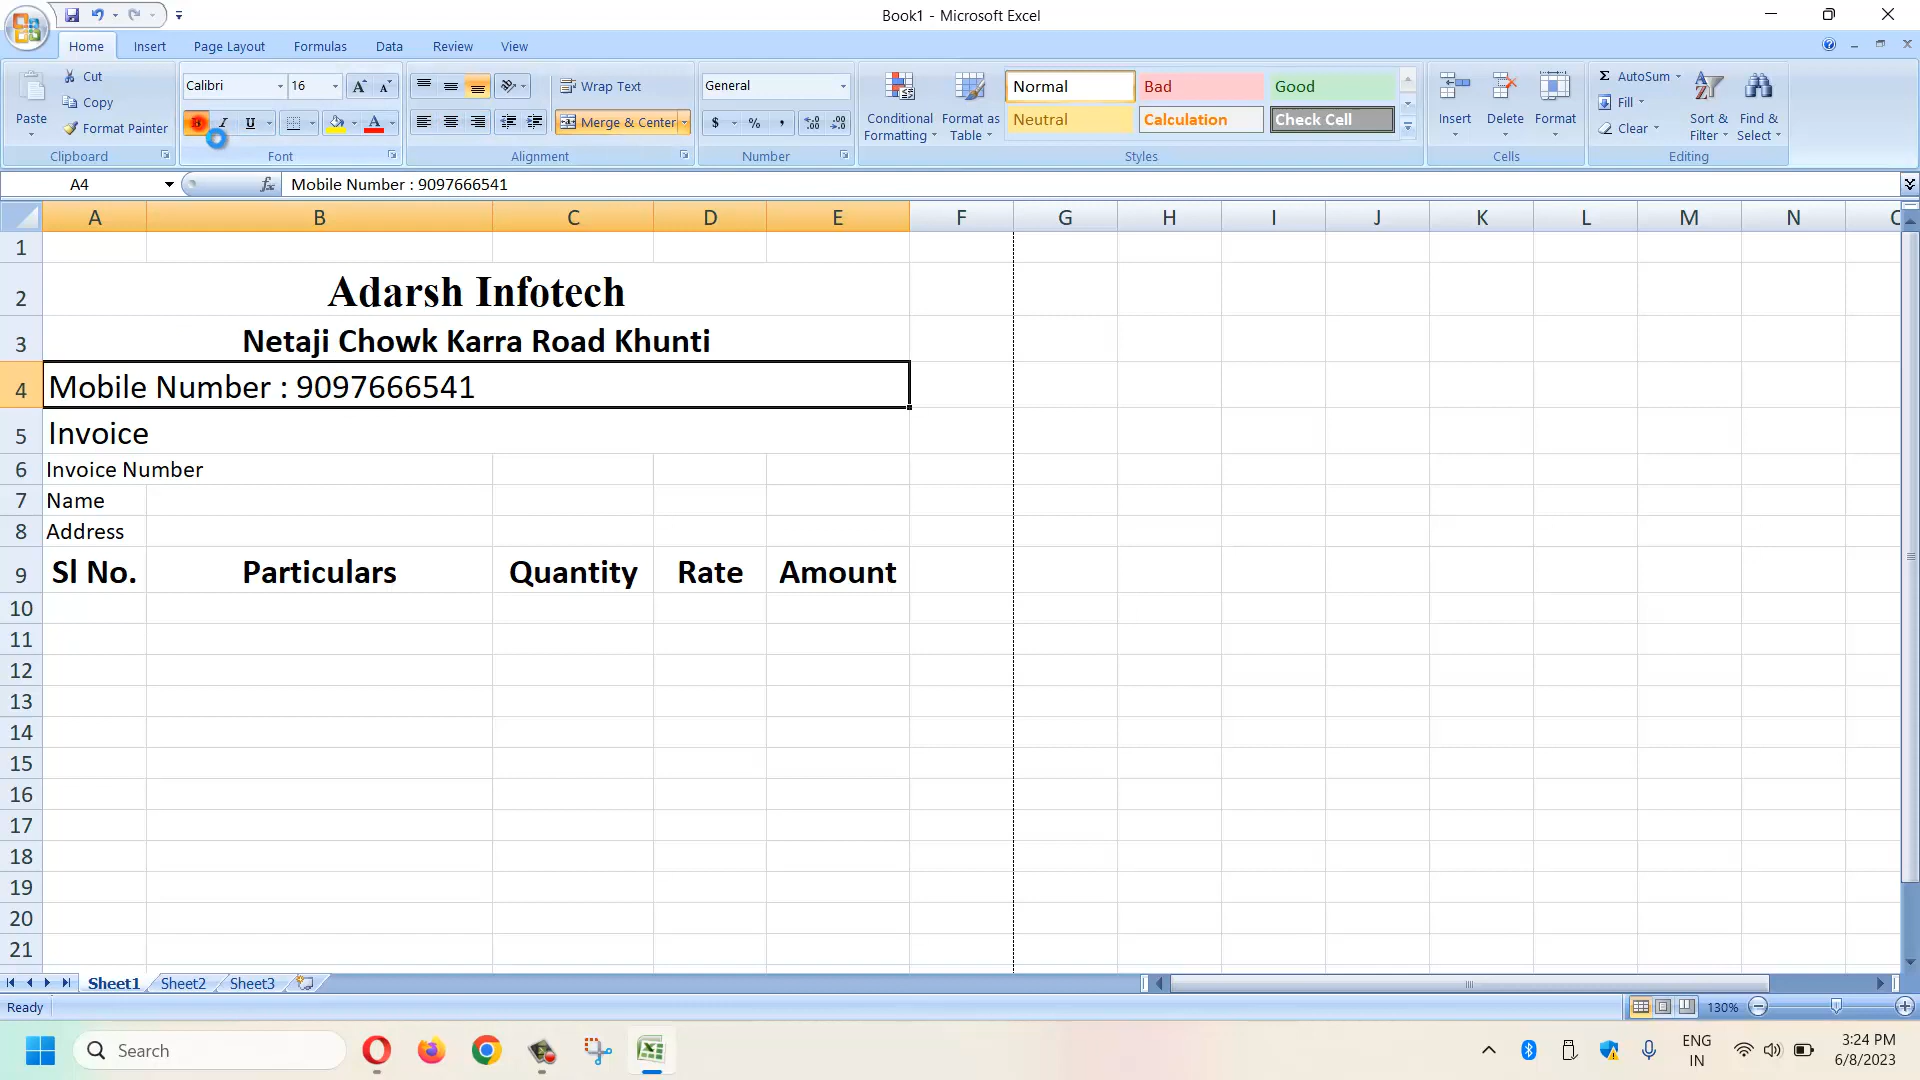 Book1 - Microsoft Excel
Home Insert Page Layout Formulas Data Review View
Paste Cut Copy Format Painter Clipboard
Calibri 16 A A B I U A Font
Wrap Text Merge & Center Alignment
General $ % , Number
Conditional Formatting Format as Table
Normal Bad Good
Neutral Calculation Check Cell
Styles
Insert Delete Format Cells
AutoSum Fill Clear Sort & Filter Find & Select Editing
A4 fx Mobile Number : 9097666541
A B C D E F G H I J K L M N
1
2 Adarsh Infotech
3 Netaji Chowk Karra Road Khunti
4 Mobile Number : 9097666541
5 Invoice
6 Invoice Number
7 Name
8 Address
9 Sl No. Particulars Quantity Rate Amount
10
11
12
13
14
15
16
17
18
19
20
21
Sheet1 Sheet2 Sheet3
Ready 130%
Search ENG IN 3:24 PM 6/8/2023